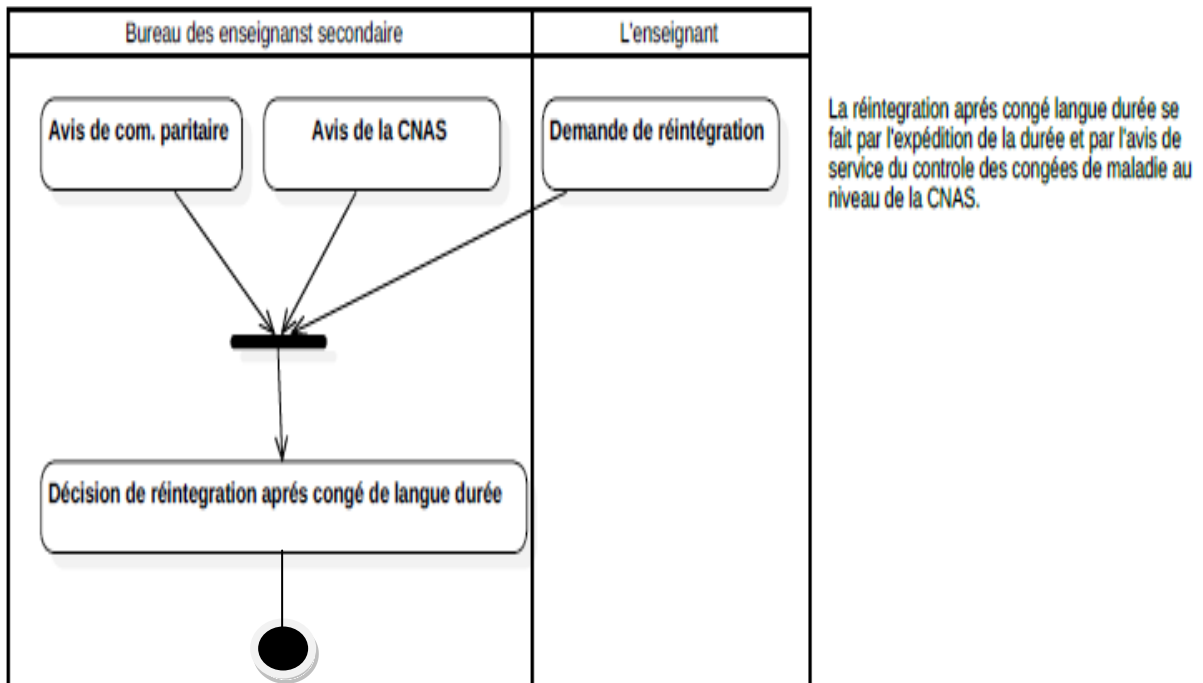 Bureau des enseignanst secondaire
L'enseignant
Avis de com. paritaire
Avis de la CNAS
Demande de réintégration
La réintegration aprés congé langue durée se
fait par l'expédition de la durée et par l'avis de
service du controle des congées de maladie au
niveau de la CNAS.
Décision de réintegration aprés congé de langue durée